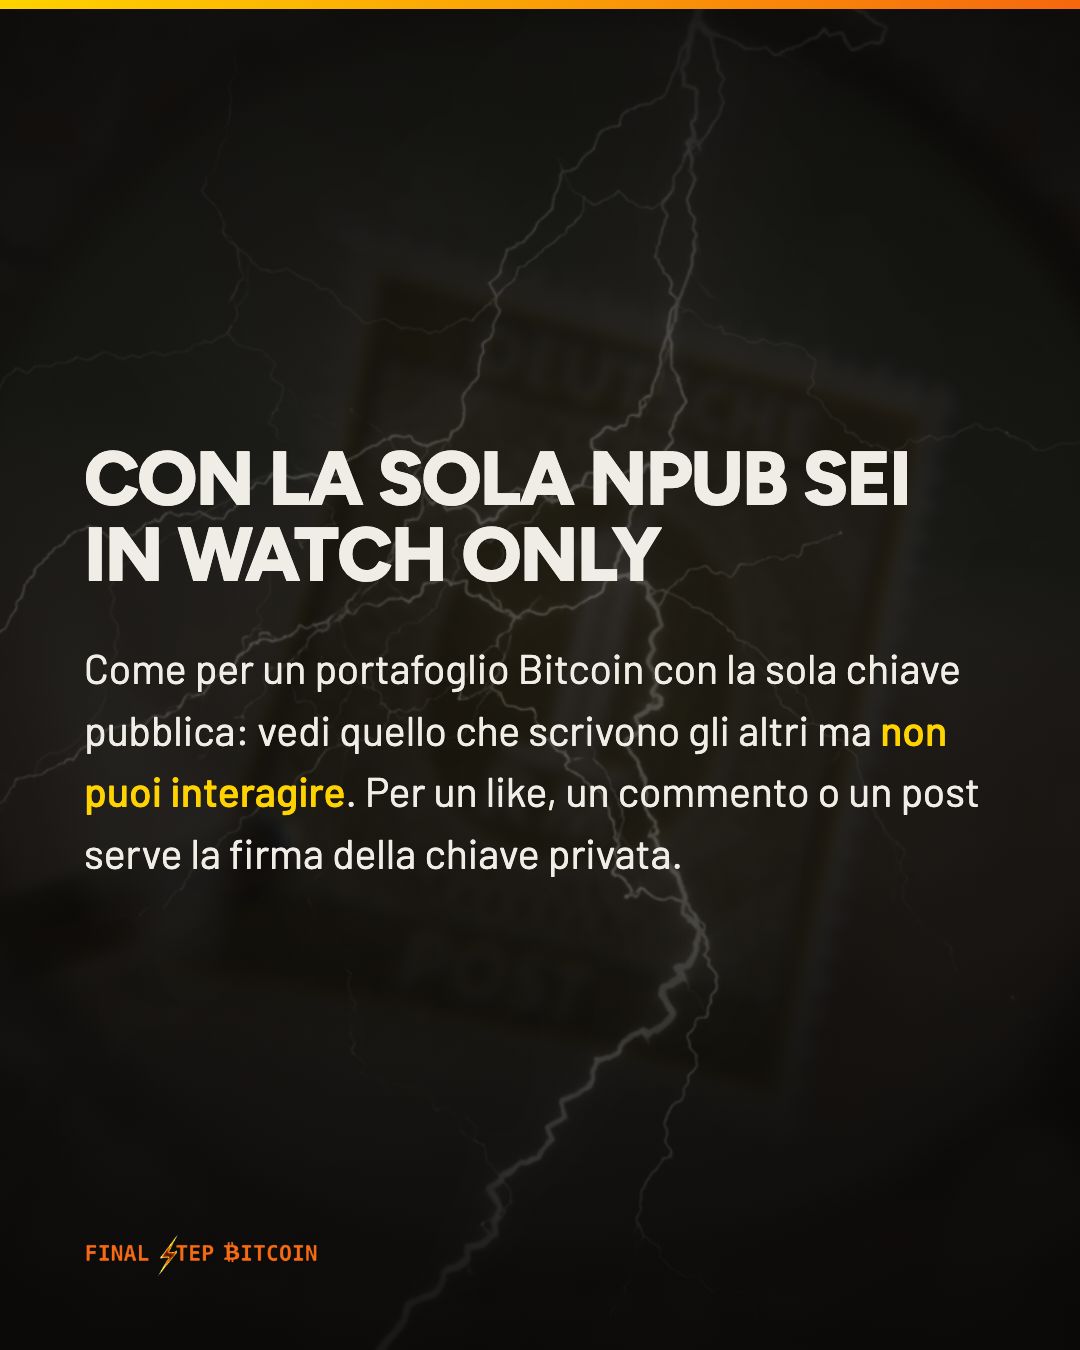 CON LA SOLA NPUB SEI
IN WATCH ONLY
Come per un portafoglio Bitcoin con la sola chiave
pubblica: vedi quello che scrivono gli altri ma non
puoi interagire. Per un like, un commento o un post
serve la firma della chiave privata.
DEUTSCHE
POST
FINAL STEP BITCOIN